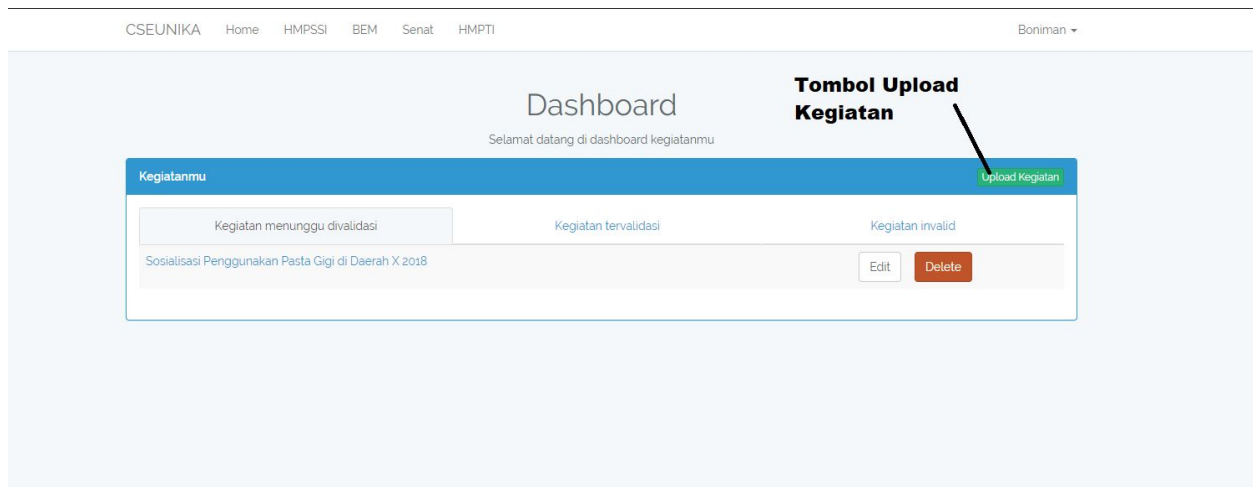 CSEUNIKA Home HMPSSI BEM Senat HMPTI Boniman
Tombol Upload
Kegiatan
Dashboard
Selamat datang di dashboard kegiatanmu
Kegiatanmu Upload Kegiatan
Kegiatan menunggu divalidasi Kegiatan tervalidasi Kegiatan invalid
Sosialisasi Penggunakan Pasta Gigi di Daerah X 2018 Edit Delete